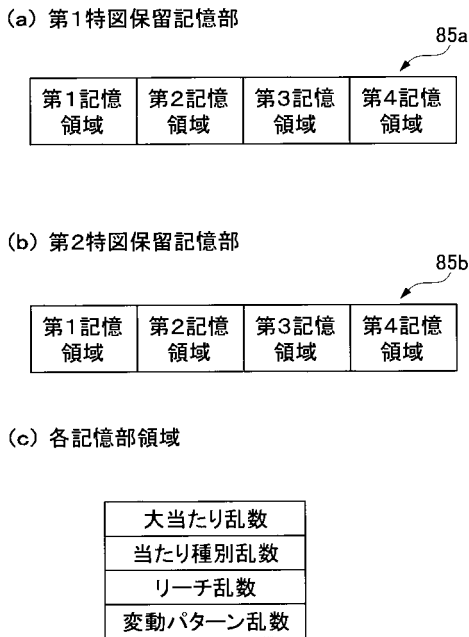 (a) 第1特図保留記憶部
85a
第1記憶領域 第2記憶領域 第3記憶領域 第4記憶領域
(b) 第2特図保留記憶部
85b
第1記憶領域 第2記憶領域 第3記憶領域 第4記憶領域
(c) 各記憶部領域
大当たり乱数
当たり種別乱数
リーチ乱数
変動パターン乱数